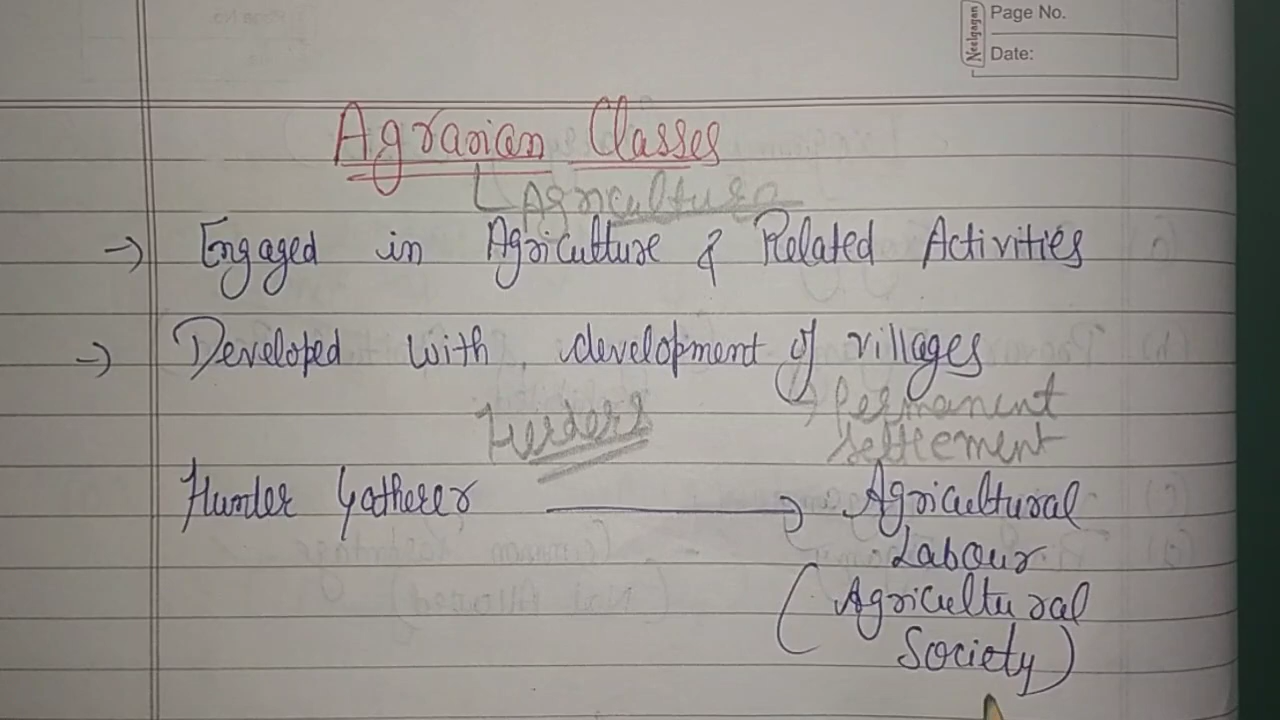 Neelgagan
Page No.
Date:
Agrarian Classes
Agriculture
→ Engaged in Agriculture & Related Activities
→ Developed with development of villages
→ Permanent
Settlement
Herders
Hunter Gatherer → Agricultural
Labour
(Agricultural
Society)